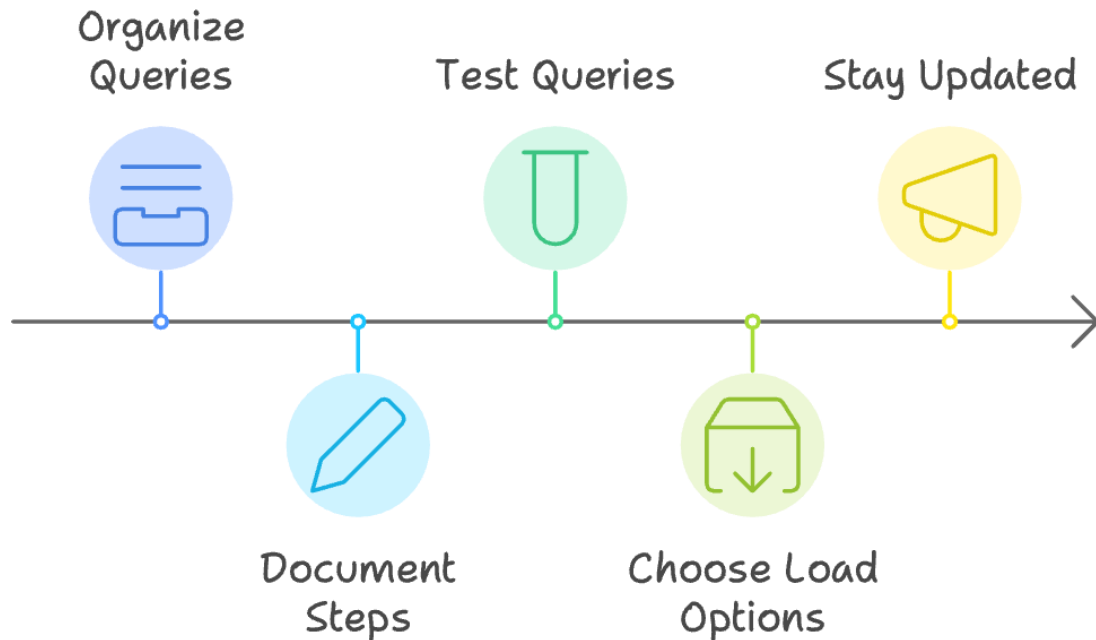 Organize
Queries
Document
Steps
Test Queries
Choose Load
Options
Stay Updated